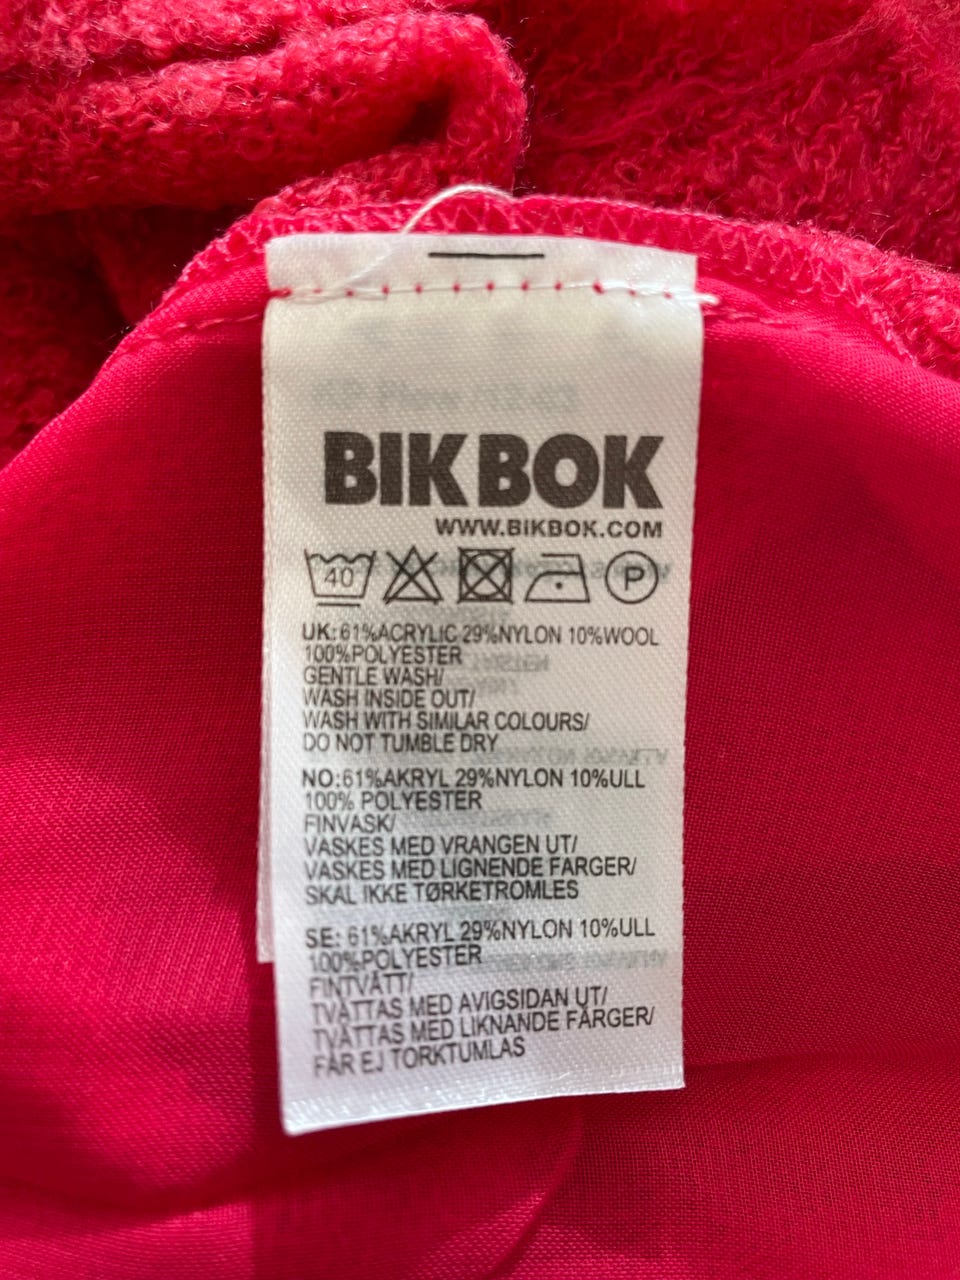 BIK BOK
WWW.BIKBOK.COM
40 P
UK:61%ACRYLIC 29%NYLON 10%WOOL
100%POLYESTER
GENTLE WASH/
WASH INSIDE OUT/
WASH WITH SIMILAR COLOURS/
DO NOT TUMBLE DRY
NO:61%AKRYL 29%NYLON 10%ULL
100% POLYESTER
FINVASK/
VASKES MED VRANGEN UT/
VASKES MED LIGNENDE FARGER/
SKAL IKKE TØRKETROMLES
SE: 61%AKRYL 29%NYLON 10%ULL
100%POLYESTER
FINTVÄTT/
TVÄTTAS MED AVIGSIDAN UT/
TVÄTTAS MED LIKNANDE FÄRGER/
FÅR EJ TORKTUMLAS